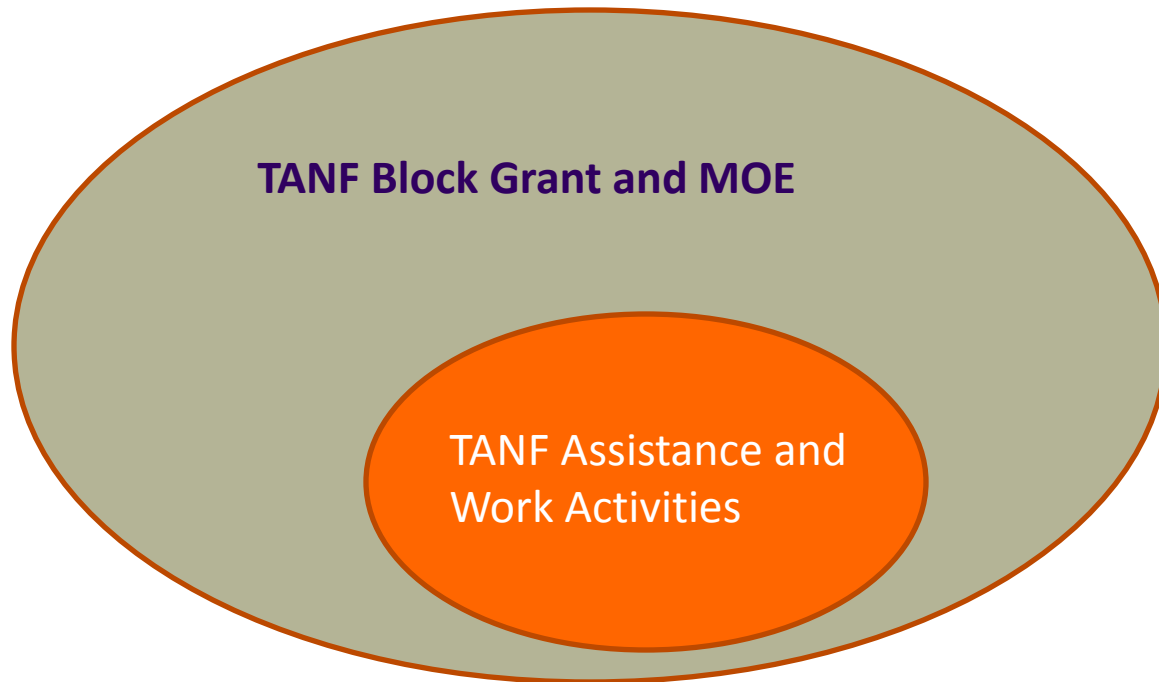 TANF Block Grant and MOE
TANF Assistance and
Work Activities